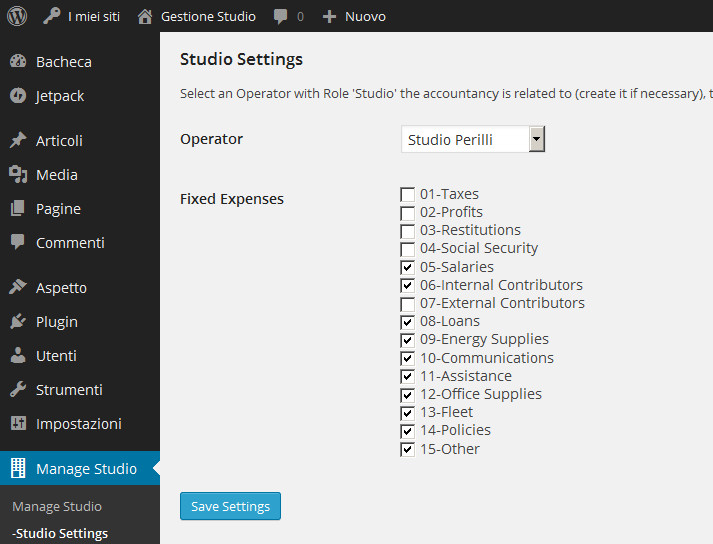 I miei siti
Gestione Studio
0
Nuovo
Bacheca
Jetpack
Articoli
Media
Pagine
Commenti
Aspetto
Plugin
Utenti
Strumenti
Impostazioni
Manage Studio
Manage Studio
-Studio Settings
Studio Settings
Select an Operator with Role 'Studio' the accountancy is related to (create it if necessary), t
Operator
Studio Perilli
Fixed Expenses
01-Taxes
02-Profits
03-Restitutions
04-Social Security
05-Salaries
06-Internal Contributors
07-External Contributors
08-Loans
09-Energy Supplies
10-Communications
11-Assistance
12-Office Supplies
13-Fleet
14-Policies
15-Other
Save Settings